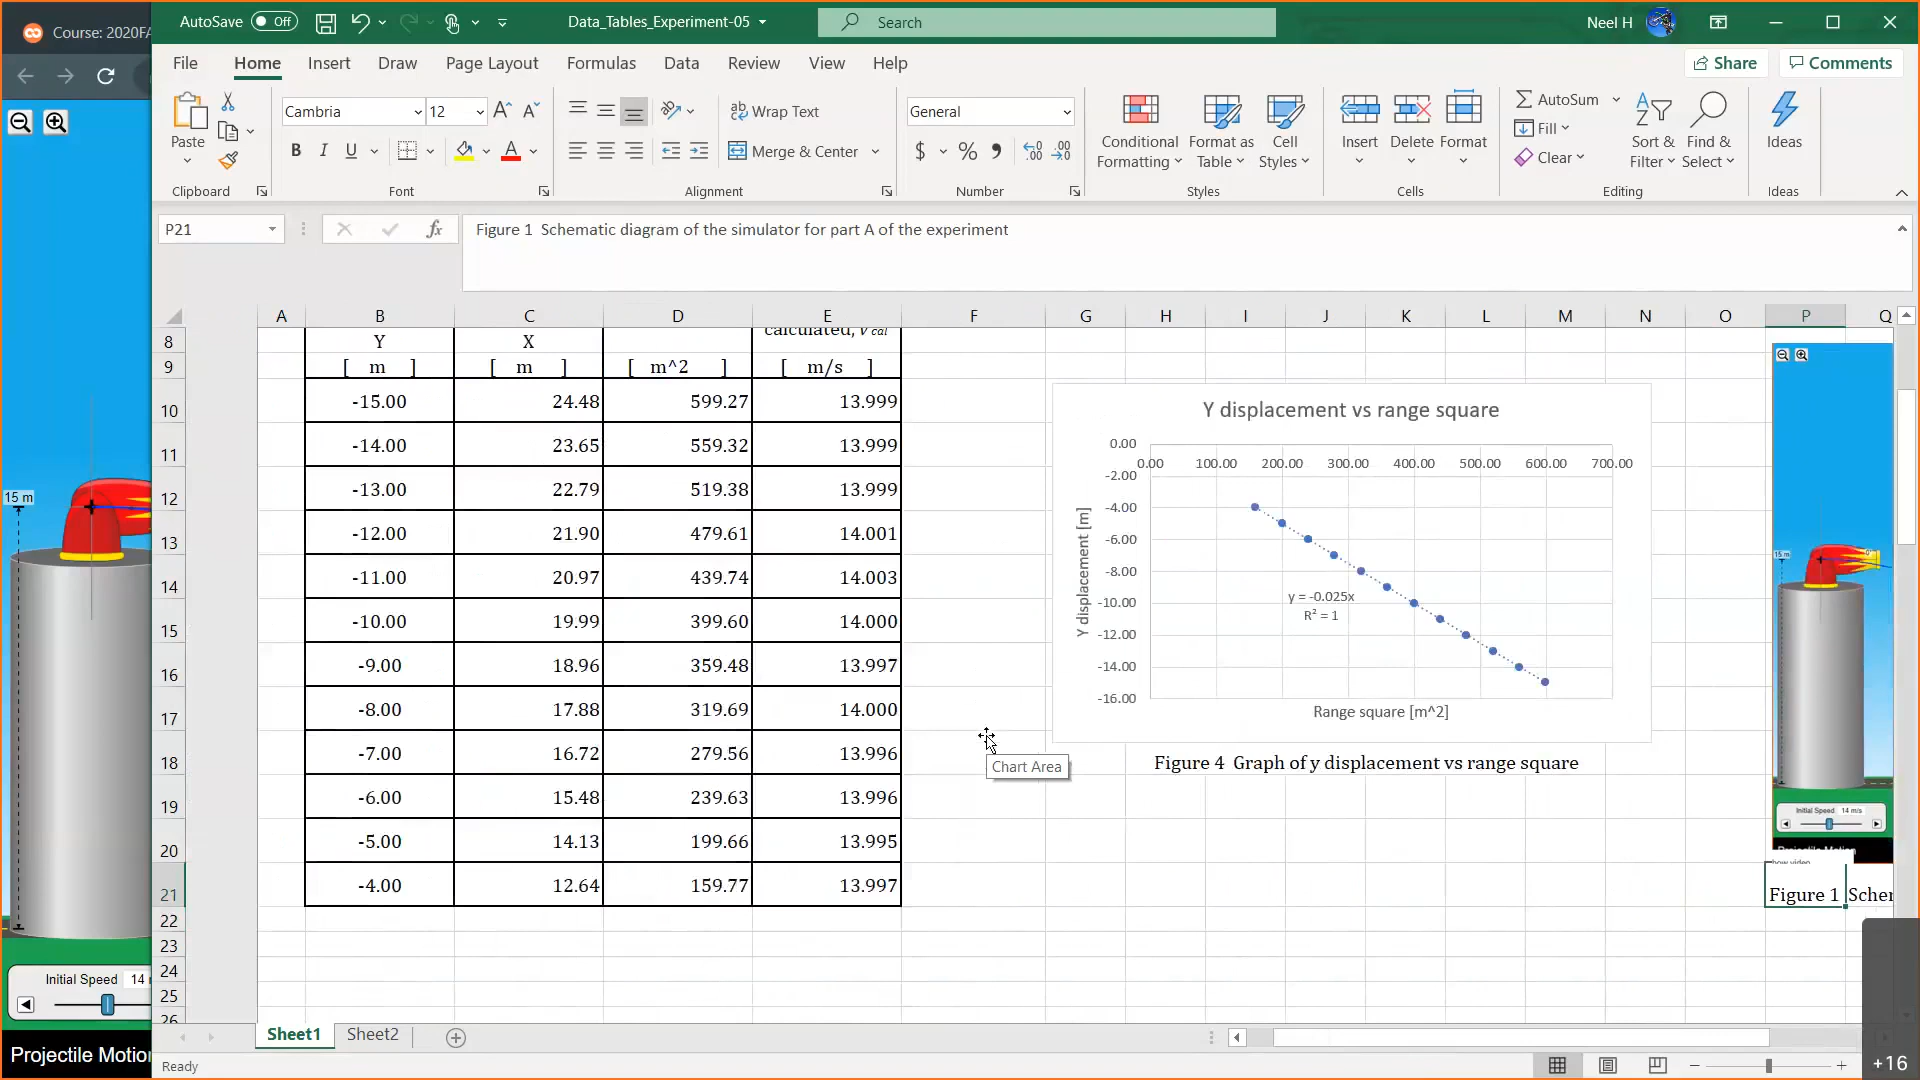 Course: 2020FA
AutoSave Off
Data_Tables_Experiment-05
Search
Neel H
File Home Insert Draw Page Layout Formulas Data Review View Help
Share Comments
Paste
Clipboard
Cambria 12
B I U A
Font
Wrap Text
Merge & Center
Alignment
General
$ % 9
Number
Conditional Formatting
Format as Table
Cell Styles
Styles
Insert Delete Format
Cells
AutoSum
Fill
Clear
Sort & Filter
Find & Select
Editing
Ideas
Ideas
P21
fx
Figure 1 Schematic diagram of the simulator for part A of the experiment
A B C D E F G H I J K L M N O P Q
calculated, v cal
8 Y X
9 [ m ] [ m ] [ m^2 ] [ m/s ]
10 -15.00 24.48 599.27 13.999
11 -14.00 23.65 559.32 13.999
12 -13.00 22.79 519.38 13.999
13 -12.00 21.90 479.61 14.001
14 -11.00 20.97 439.74 14.003
15 -10.00 19.99 399.60 14.000
16 -9.00 18.96 359.48 13.997
17 -8.00 17.88 319.69 14.000
18 -7.00 16.72 279.56 13.996
19 -6.00 15.48 239.63 13.996
20 -5.00 14.13 199.66 13.995
21 -4.00 12.64 159.77 13.997
22
23
24
25
26
Y displacement vs range square
0.00
0.00 100.00 200.00 300.00 400.00 500.00 600.00 700.00
-2.00
-4.00
-6.00
-8.00
-10.00
-12.00
-14.00
-16.00
Y displacement [m]
y = -0.025x
R² = 1
Range square [m^2]
Chart Area
Figure 4 Graph of y displacement vs range square
15 m
Initial Speed 14 m/s
Projectile Motion
Figure 1 Scher
15 m
Initial Speed 14
Projectile Motion
Sheet1 Sheet2
Ready
+16